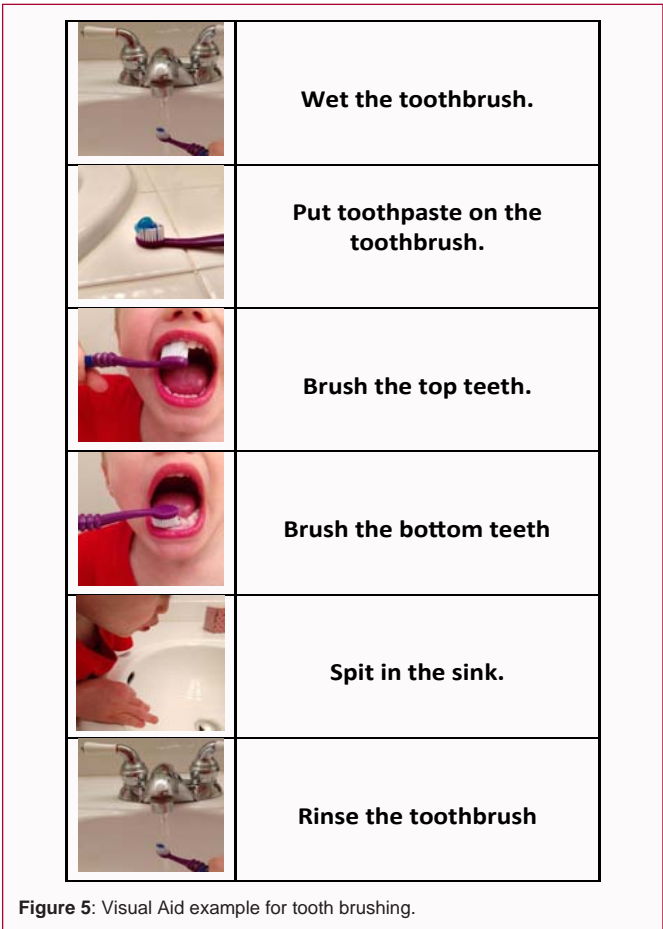 Wet the toothbrush.
Put toothpaste on the
toothbrush.
Brush the top teeth.
Brush the bottom teeth
Spit in the sink.
Rinse the toothbrush
Figure 5: Visual Aid example for tooth brushing.